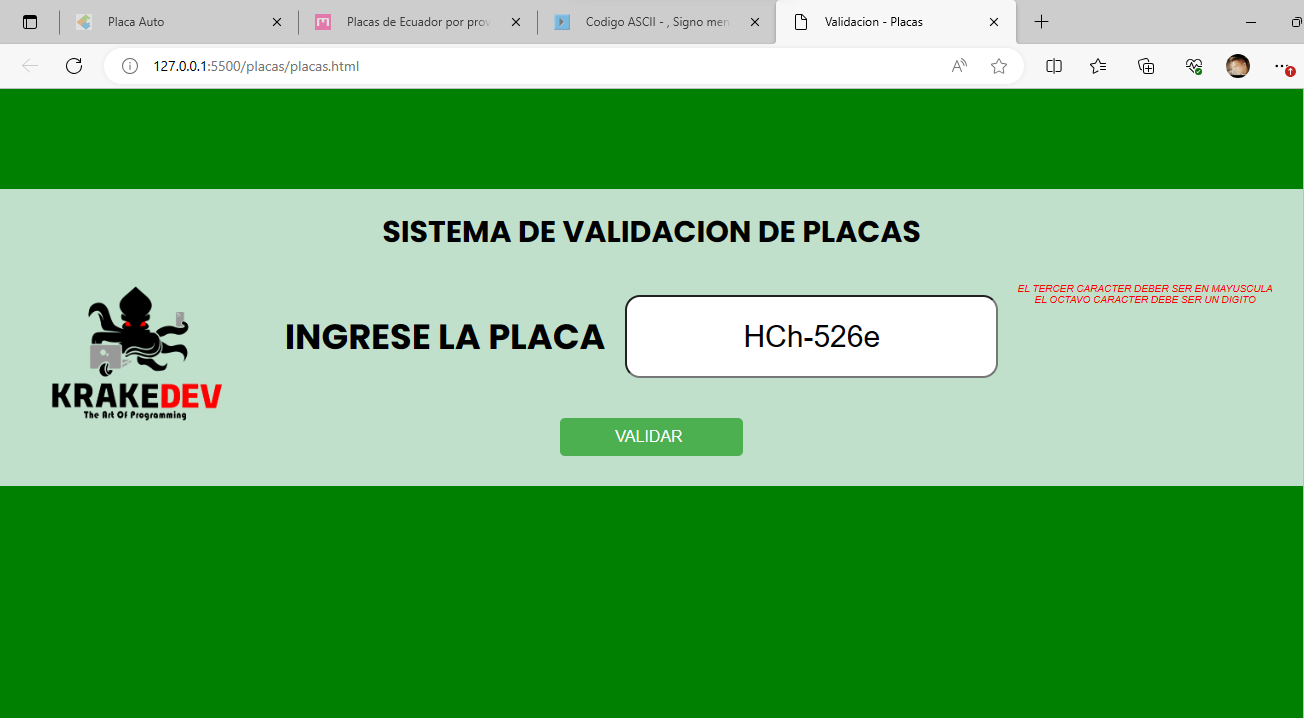 Placa Auto
Placas de Ecuador por prov
Codigo ASCII - , Signo men
Validacion - Placas
127.0.0.1:5500/placas/placas.html
SISTEMA DE VALIDACION DE PLACAS
EL TERCER CARACTER DEBER SER EN MAYUSCULA
EL OCTAVO CARACTER DEBE SER UN DIGITO
INGRESE LA PLACA
HCh-526e
KRAKEDEV
The Art Of Programming
VALIDAR